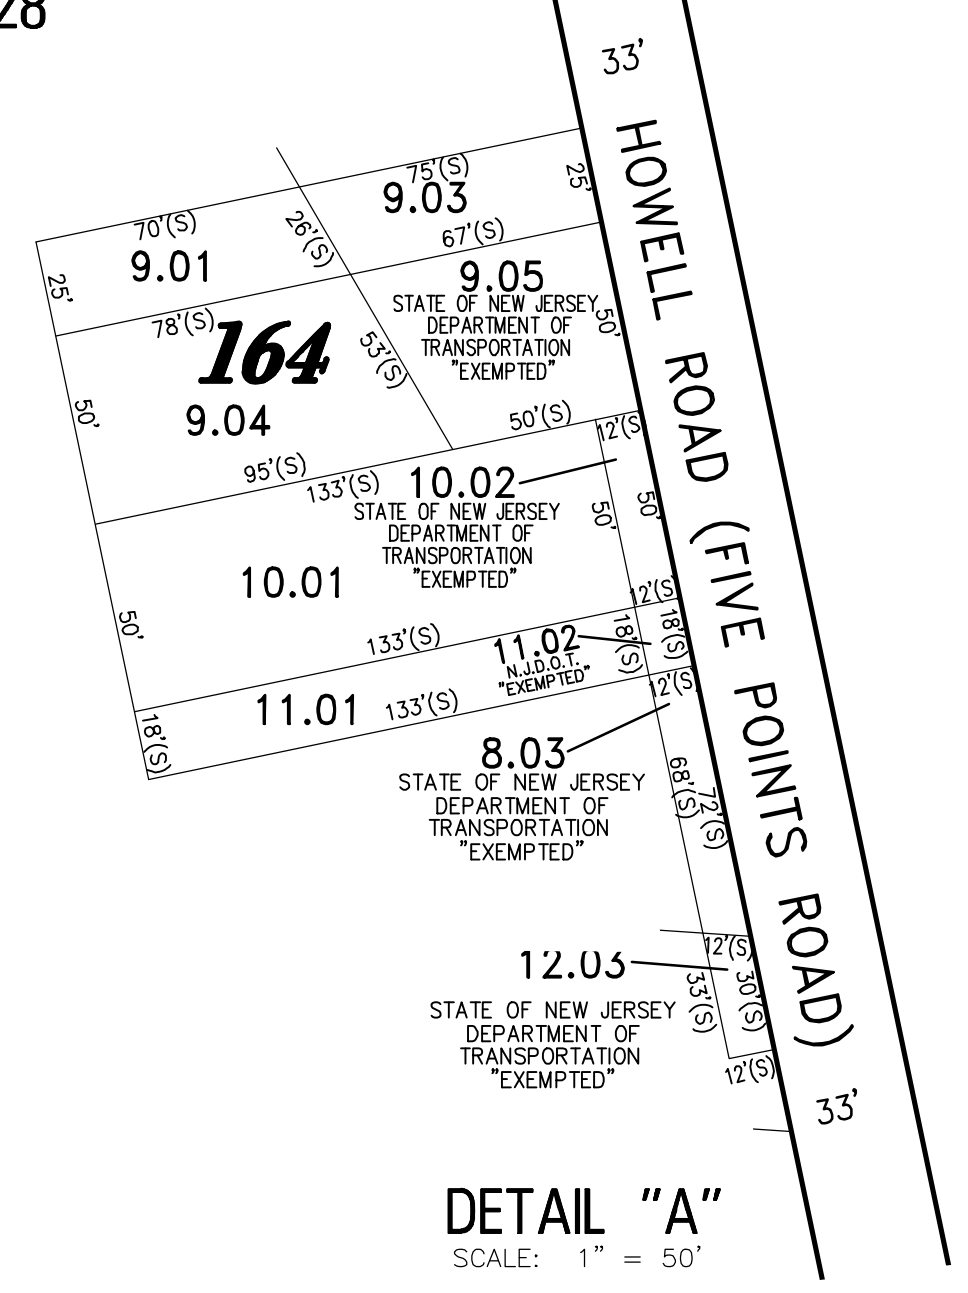 28
33'
HOWELL ROAD (FIVE POINTS ROAD)
75'(S)
9.03
25'
70'(S)
26'(S)
67'(S)
9.01
25'
9.05
STATE OF NEW JERSEY
DEPARTMENT OF
TRANSPORTATION
"EXEMPTED"
50'
78'(S)
164
53'(S)
50'
9.04
50'(S)
12'(S
95'(S)
133'(S)
10.02
STATE OF NEW JERSEY
DEPARTMENT OF
TRANSPORTATION
"EXEMPTED"
50'
50'
10.01
12'(S
50'
133'(S)
11.02
N.J.D.O.T.
"EXEMPTED"
18'(S)
18'(S)
11.01
133'(S)
12'(S)
18'(S)
8.03
STATE OF NEW JERSEY
DEPARTMENT OF
TRANSPORTATION
"EXEMPTED"
68'(S)
72'(S)
12'(S)
12.03
STATE OF NEW JERSEY
DEPARTMENT OF
TRANSPORTATION
"EXEMPTED"
33'(S)
30'(S)
12'(S)
33'
DETAIL "A"
SCALE: 1" = 50'